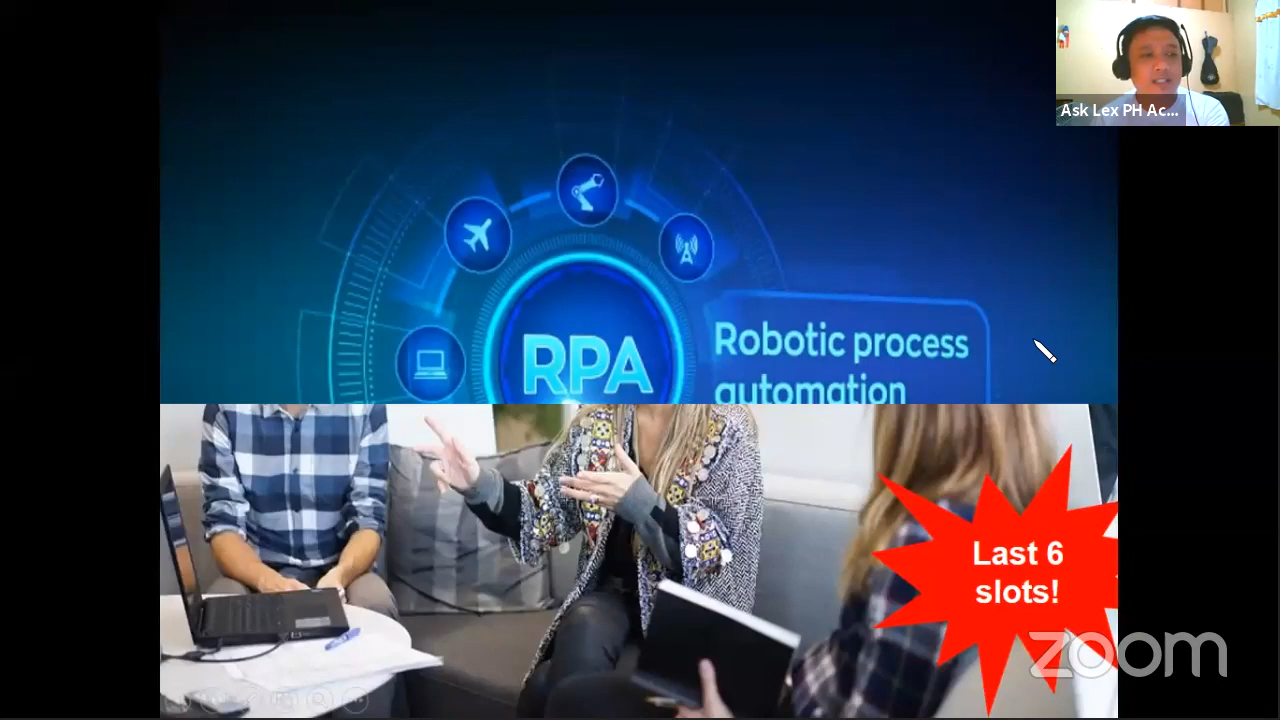 Ask Lex PH Ac...
RPA
Robotic process
automation
Last 6
slots!
zoom